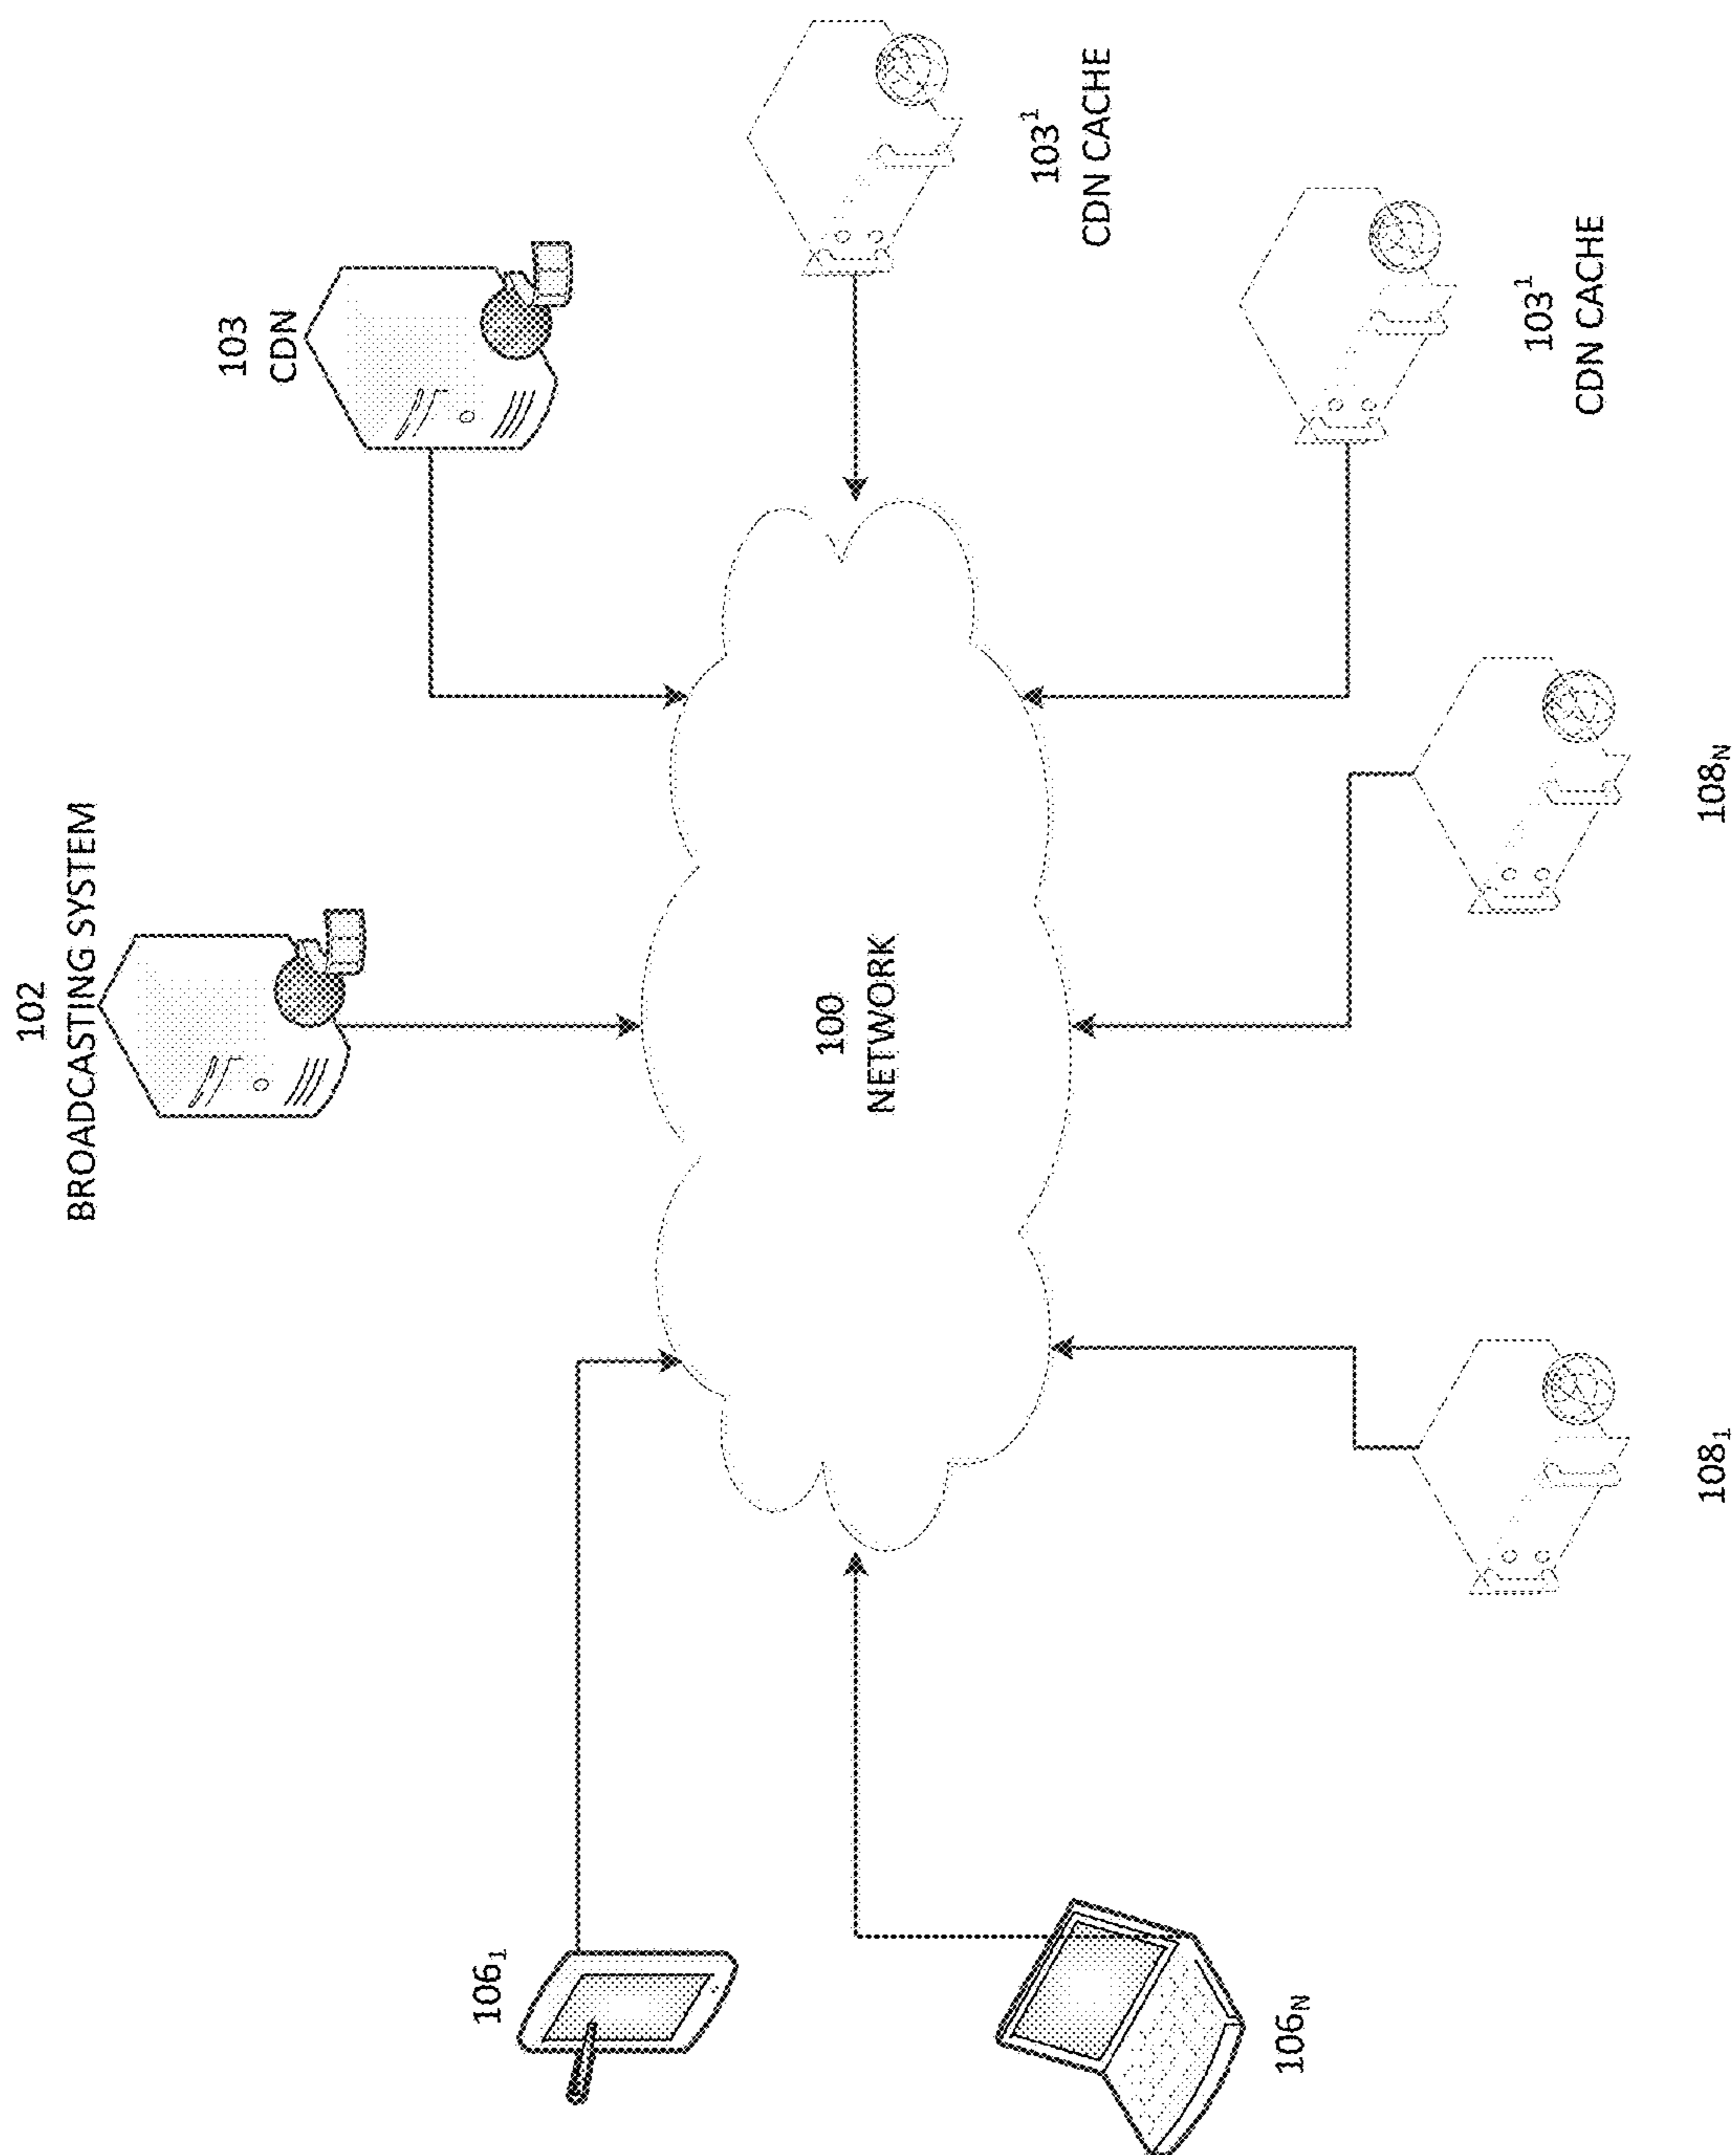 102
BROADCASTING SYSTEM
103
CDN
106₁
100
NETWORK
103¹
CDN CACHE
106ₙ
108₁
108ₙ
103¹
CDN CACHE